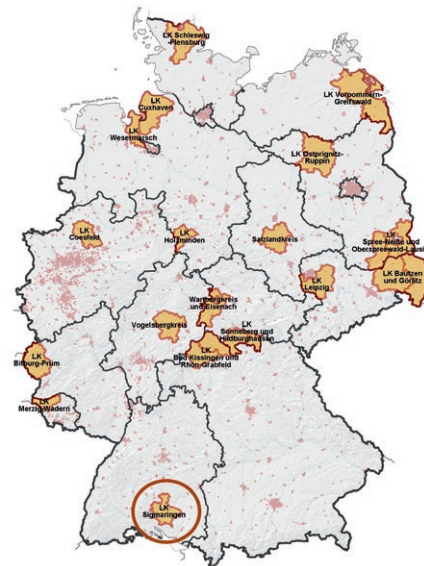 LK Schleswig
-Flensburg
LK Vorpommern-
Greifswald
LK
Cuxhaven
LK
Wesetmarsch
LK Ostprignitz-
Ruppin
LK
Coesfeld
LK
Holzminden
Salzlandkreis
LK
Spree-Neiße und
Oberspreewald-Lausitz
LK Bautzen
und Görlitz
LK
Leipzig
Wartburgkreis
und Eisenach
Vogelsbergkreis
LK
Sonneberg und
Hildburghausen
LK
Bad Kissingen und
Rhön-Grabfeld
LK
Bitburg-Prüm
LK
Merzig-Wadern
LK
Sigmaringen